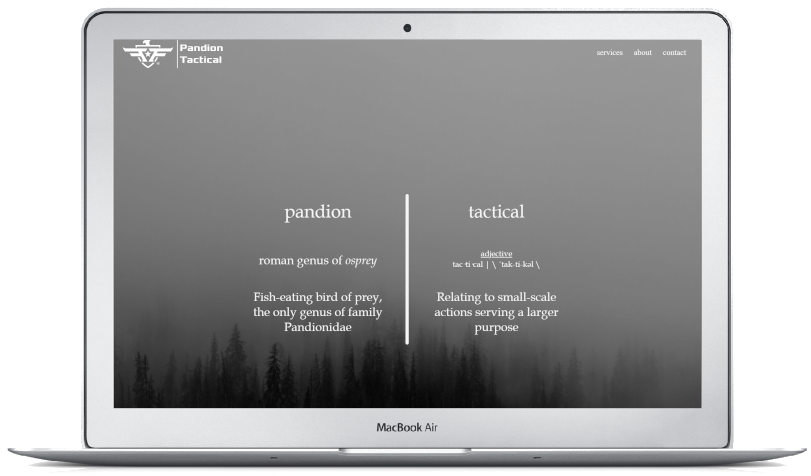 Pandion
Tactical
services about contact
pandion
roman genus of osprey
Fish-eating bird of prey,
the only genus of family
Pandionidae
tactical
adjective
tac·ti·cal | \ ˈtak-ti-kəl \
Relating to small-scale
actions serving a larger
purpose
MacBook Air